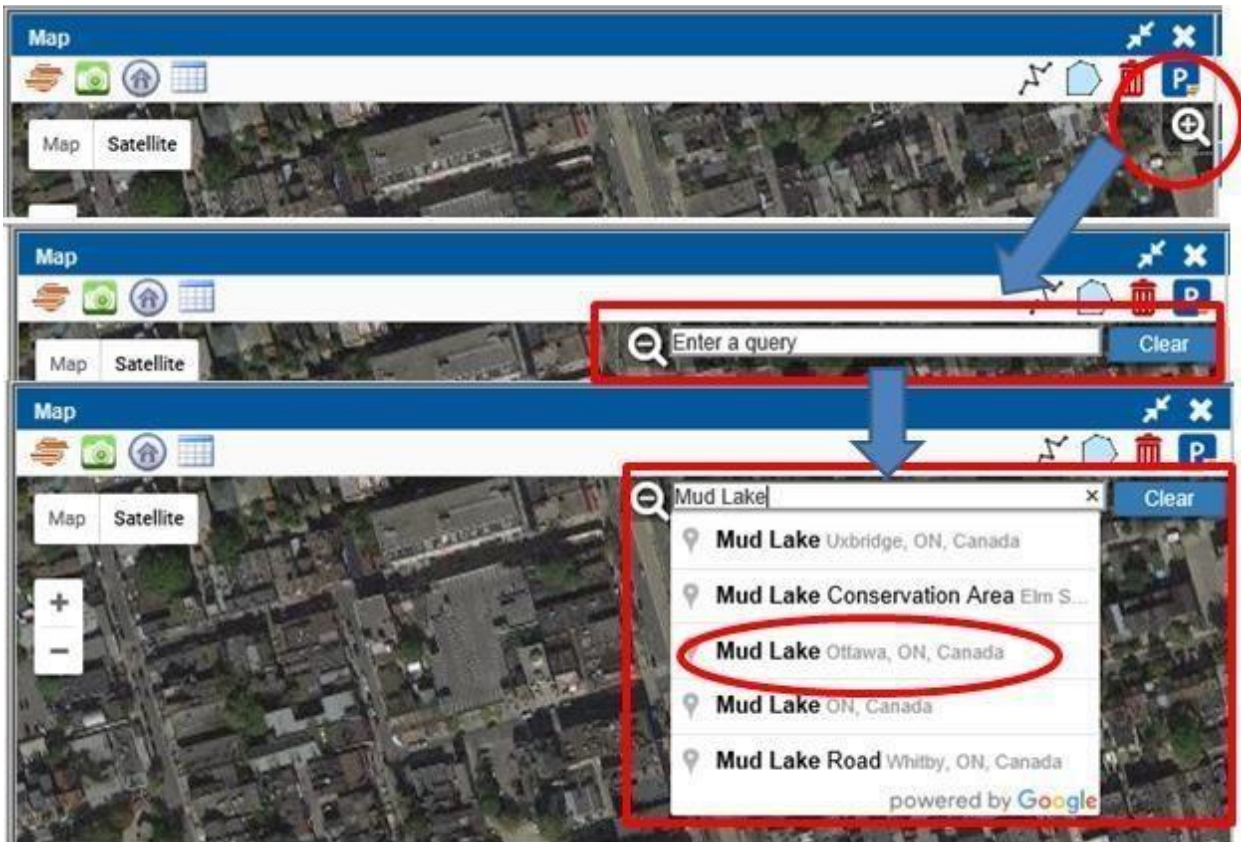 Map
P
Map Satellite
Map
P
Enter a query Clear
Map Satellite
Map
P
Mud Lake × Clear
Map Satellite
Mud Lake Uxbridge, ON, Canada
Mud Lake Conservation Area Elm S...
+
Mud Lake Ottawa, ON, Canada
−
Mud Lake ON, Canada
Mud Lake Road Whitby, ON, Canada
powered by Google